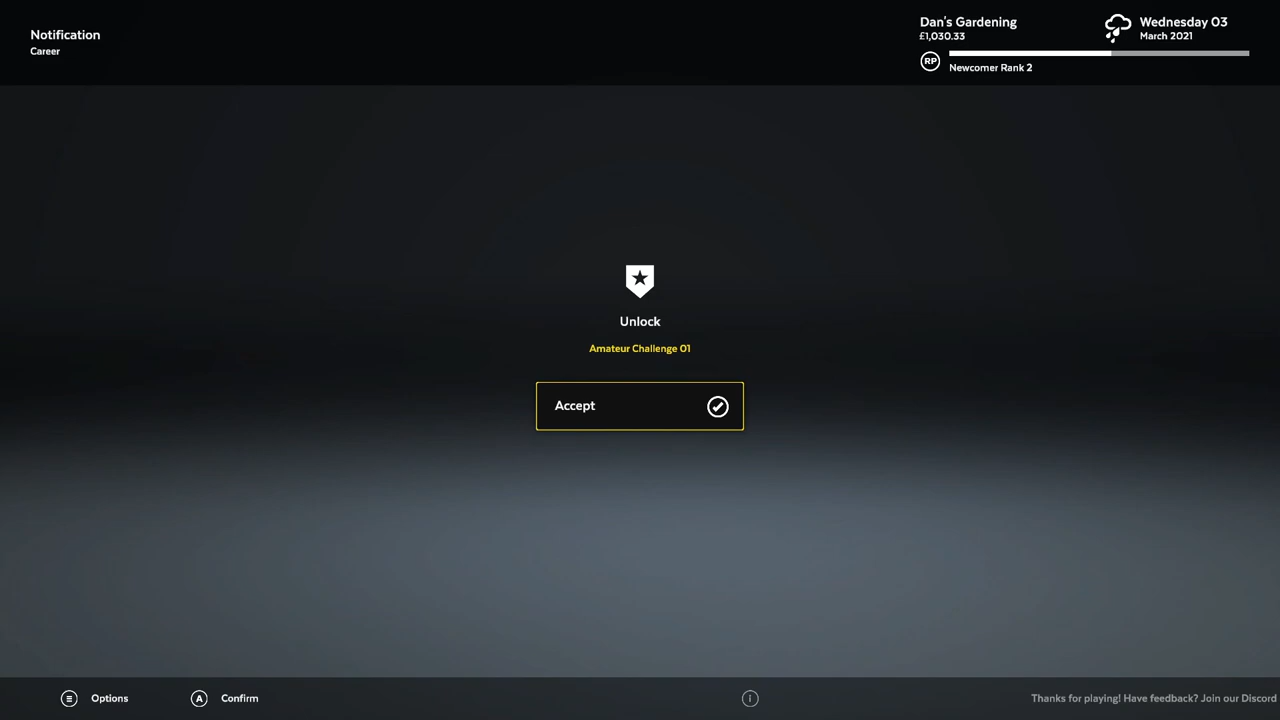 Notification
Career
Dan's Gardening
£1,030.33
Wednesday 03
March 2021
RP
Newcomer Rank 2
Unlock
Amateur Challenge 01
Accept
Options
A
Confirm
i
Thanks for playing! Have feedback? Join our Discord